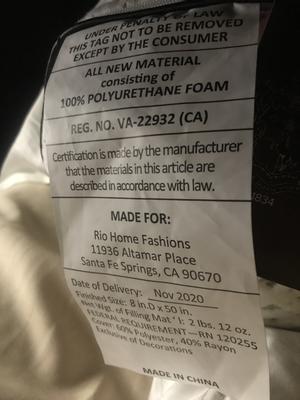 UNDER PENALTY OF LAW
THIS TAG NOT TO BE REMOVED
EXCEPT BY THE CONSUMER
ALL NEW MATERIAL
consisting of
100% POLYURETHANE FOAM
REG. NO. VA-22932 (CA)
Certification is made by the manufacturer
that the materials in this article are
described in accordance with law.
MADE FOR:
Rio Home Fashions
11936 Altamar Place
Santa Fe Springs, CA 90670
Date of Delivery: Nov 2020
Finished Size: 8 in.D x 50 in.
Net Wgt. of Filling Mat'l: 2 lbs. 12 oz.
FEDERAL REQUIREMENT—RN 120255
Cover: 60% Polyester, 40% Rayon
Exclusive of Decorations
MADE IN CHINA
1834